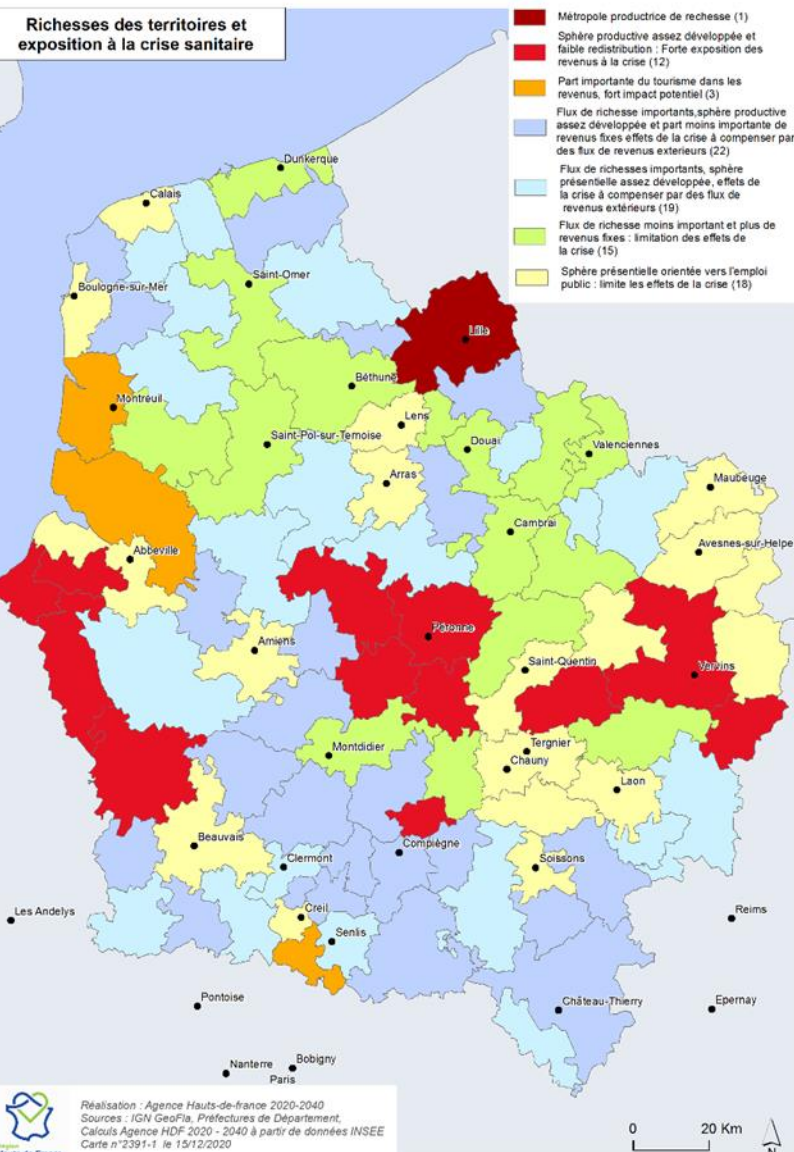 Richesses des territoires et
exposition à la crise sanitaire
Métropole productrice de rechesse (1)
Sphère productive assez développée et
faible redistribution : Forte exposition des
revenus à la crise (12)
Part importante du tourisme dans les
revenus, fort impact potentiel (3)
Flux de richesse importants,sphère productive
assez développée et part moins importante de
revenus fixes effets de la crise à compenser par
des flux de revenus exterieurs (22)
Flux de richesses importants, sphère
présentielle assez développée, effets de
la crise à compenser par des flux de
revenus extérieurs (19)
Flux de richesse moins important et plus de
revenus fixes : limitation des effets de
la crise (15)
Sphère présentielle orientée vers l'emploi
public : limite les effets de la crise (18)
Dunkerque
Calais
Saint-Omer
Boulogne-sur-Mer
Lille
Béthune
Montreuil
Lens
Saint-Pol-sur-Ternoise
Douai
Valenciennes
Arras
Maubeuge
Cambrai
Avesnes-sur-Helpe
Abbeville
Péronne
Amiens
Saint-Quentin
Vervins
Montdidier
Tergnier
Chauny
Laon
Beauvais
Compiègne
Clermont
Soissons
Creil
Les Andelys
Reims
Senlis
Pontoise
Château-Thierry
Epernay
Nanterre
Bobigny
Paris
Réalisation : Agence Hauts-de-france 2020-2040
Sources : IGN GeoFla, Préfectures de Département,
Calculs Agence HDF 2020 - 2040 à partir de données INSEE
Carte n°2391-1 le 15/12/2020
0 20 Km
N